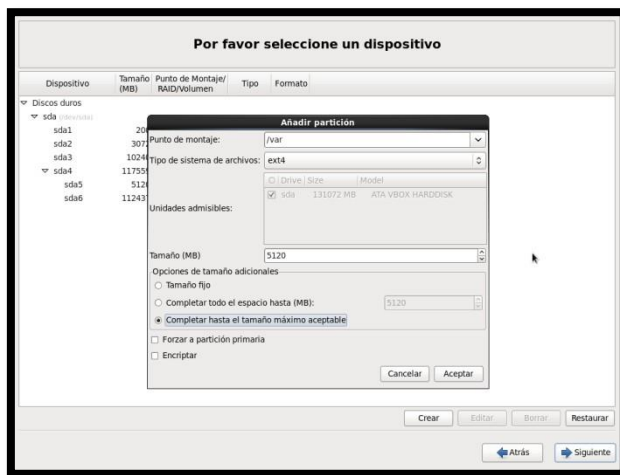 Por favor seleccione un dispositivo
Dispositivo Tamaño (MB) Punto de Montaje/ RAID/Volumen Tipo Formato
Discos duros
sda (/dev/sda)
sda1
sda2
sda3
sda4
sda5
sda6
Añadir partición
Punto de montaje: /var
Tipo de sistema de archivos: ext4
Drive Size Model
sda 131072 MB ATA VBOX HARDDISK
Unidades admisibles:
Tamaño (MB) 5120
Opciones de tamaño adicionales
Tamaño fijo
Completar todo el espacio hasta (MB): 5120
Completar hasta el tamaño máximo aceptable
Forzar a partición primaria
Encriptar
Cancelar Aceptar
Crear Editar Borrar Restaurar
Atrás Siguiente